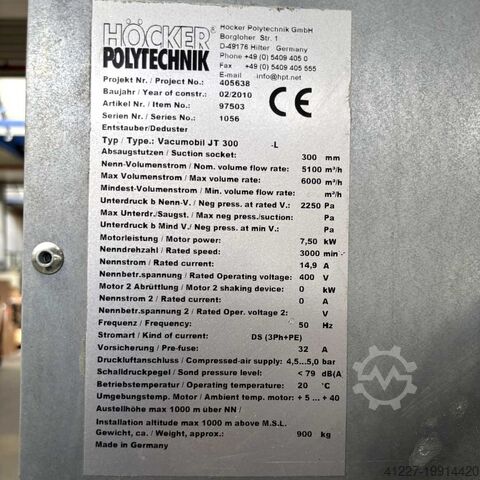 HÖCKER®
POLYTECHNIK
Höcker Polytechnik GmbH
Borgloher Str. 1
D-49176 Hilter Germany
Fon +49 (0) 5409 405 0
Fax +49 (0) 5409 405 555
E-mail info@hpt.net
Projekt Nr. / Project No.: 405638
Baujahr / Year of constr.: 02/2010
Artikel Nr. / Item No.: 97503
Serien Nr. / Series No.: 1056
CE
Entstauber/Deduster
Typ / Type.: Vacumobil JT 300 -L
Absaugstutzen / Suction socket: 300 mm
Nenn-Volumenstrom / Nom. volume flow rate: 5100 m³/h
Max Volumenstrom / Max volume rate: 6000 m³/h
Mindest-Volumenstrom / Min. volume flow rate: m³/h
Unterdruck b Nenn-V. / Neg press. at rated V.: 2250 Pa
Max Unterdr./Saugst. / Max neg press./suction: Pa
Unterdruck b Mind V./ Neg press. at min V.: Pa
Motorleistung / Motor power: 7,50 kW
Nenndrehzahl / Rated speed: 3000 min -
Nennstrom / Rated current: 14,9 A
Nennbetr.spannung / Rated Operating voltage: 400 V
Motor 2 Abrüttlung / Motor 2 shaking device: 0 kW
Nennstrom 2 / Rated current: 0 A
Nennbetr.spannung 2 / Rated Oper. voltage 2: V
Frequenz / Frequency: 50 Hz
Stromart / Kind of current: DS (3Ph+PE)
Vorsicherung / Pre-fuse: 32 A
Druckluftanschluss / Compressed-air supply: 4,5...5,0 bar
Schalldruckpegel / Sond pressure level: < 79 dB(A
Betriebstemperatur / Operating temperature: 20 °C
Umgebungstemp. Motor / Ambient temp. motor: + 5 ... + 40
Austellhöhe max 1000 m über NN /
Installation altitude max 1000 m above M.S.L.
Gewicht, ca. / Weight, approx.: 900 kg
Made in Germany
41227-19914420